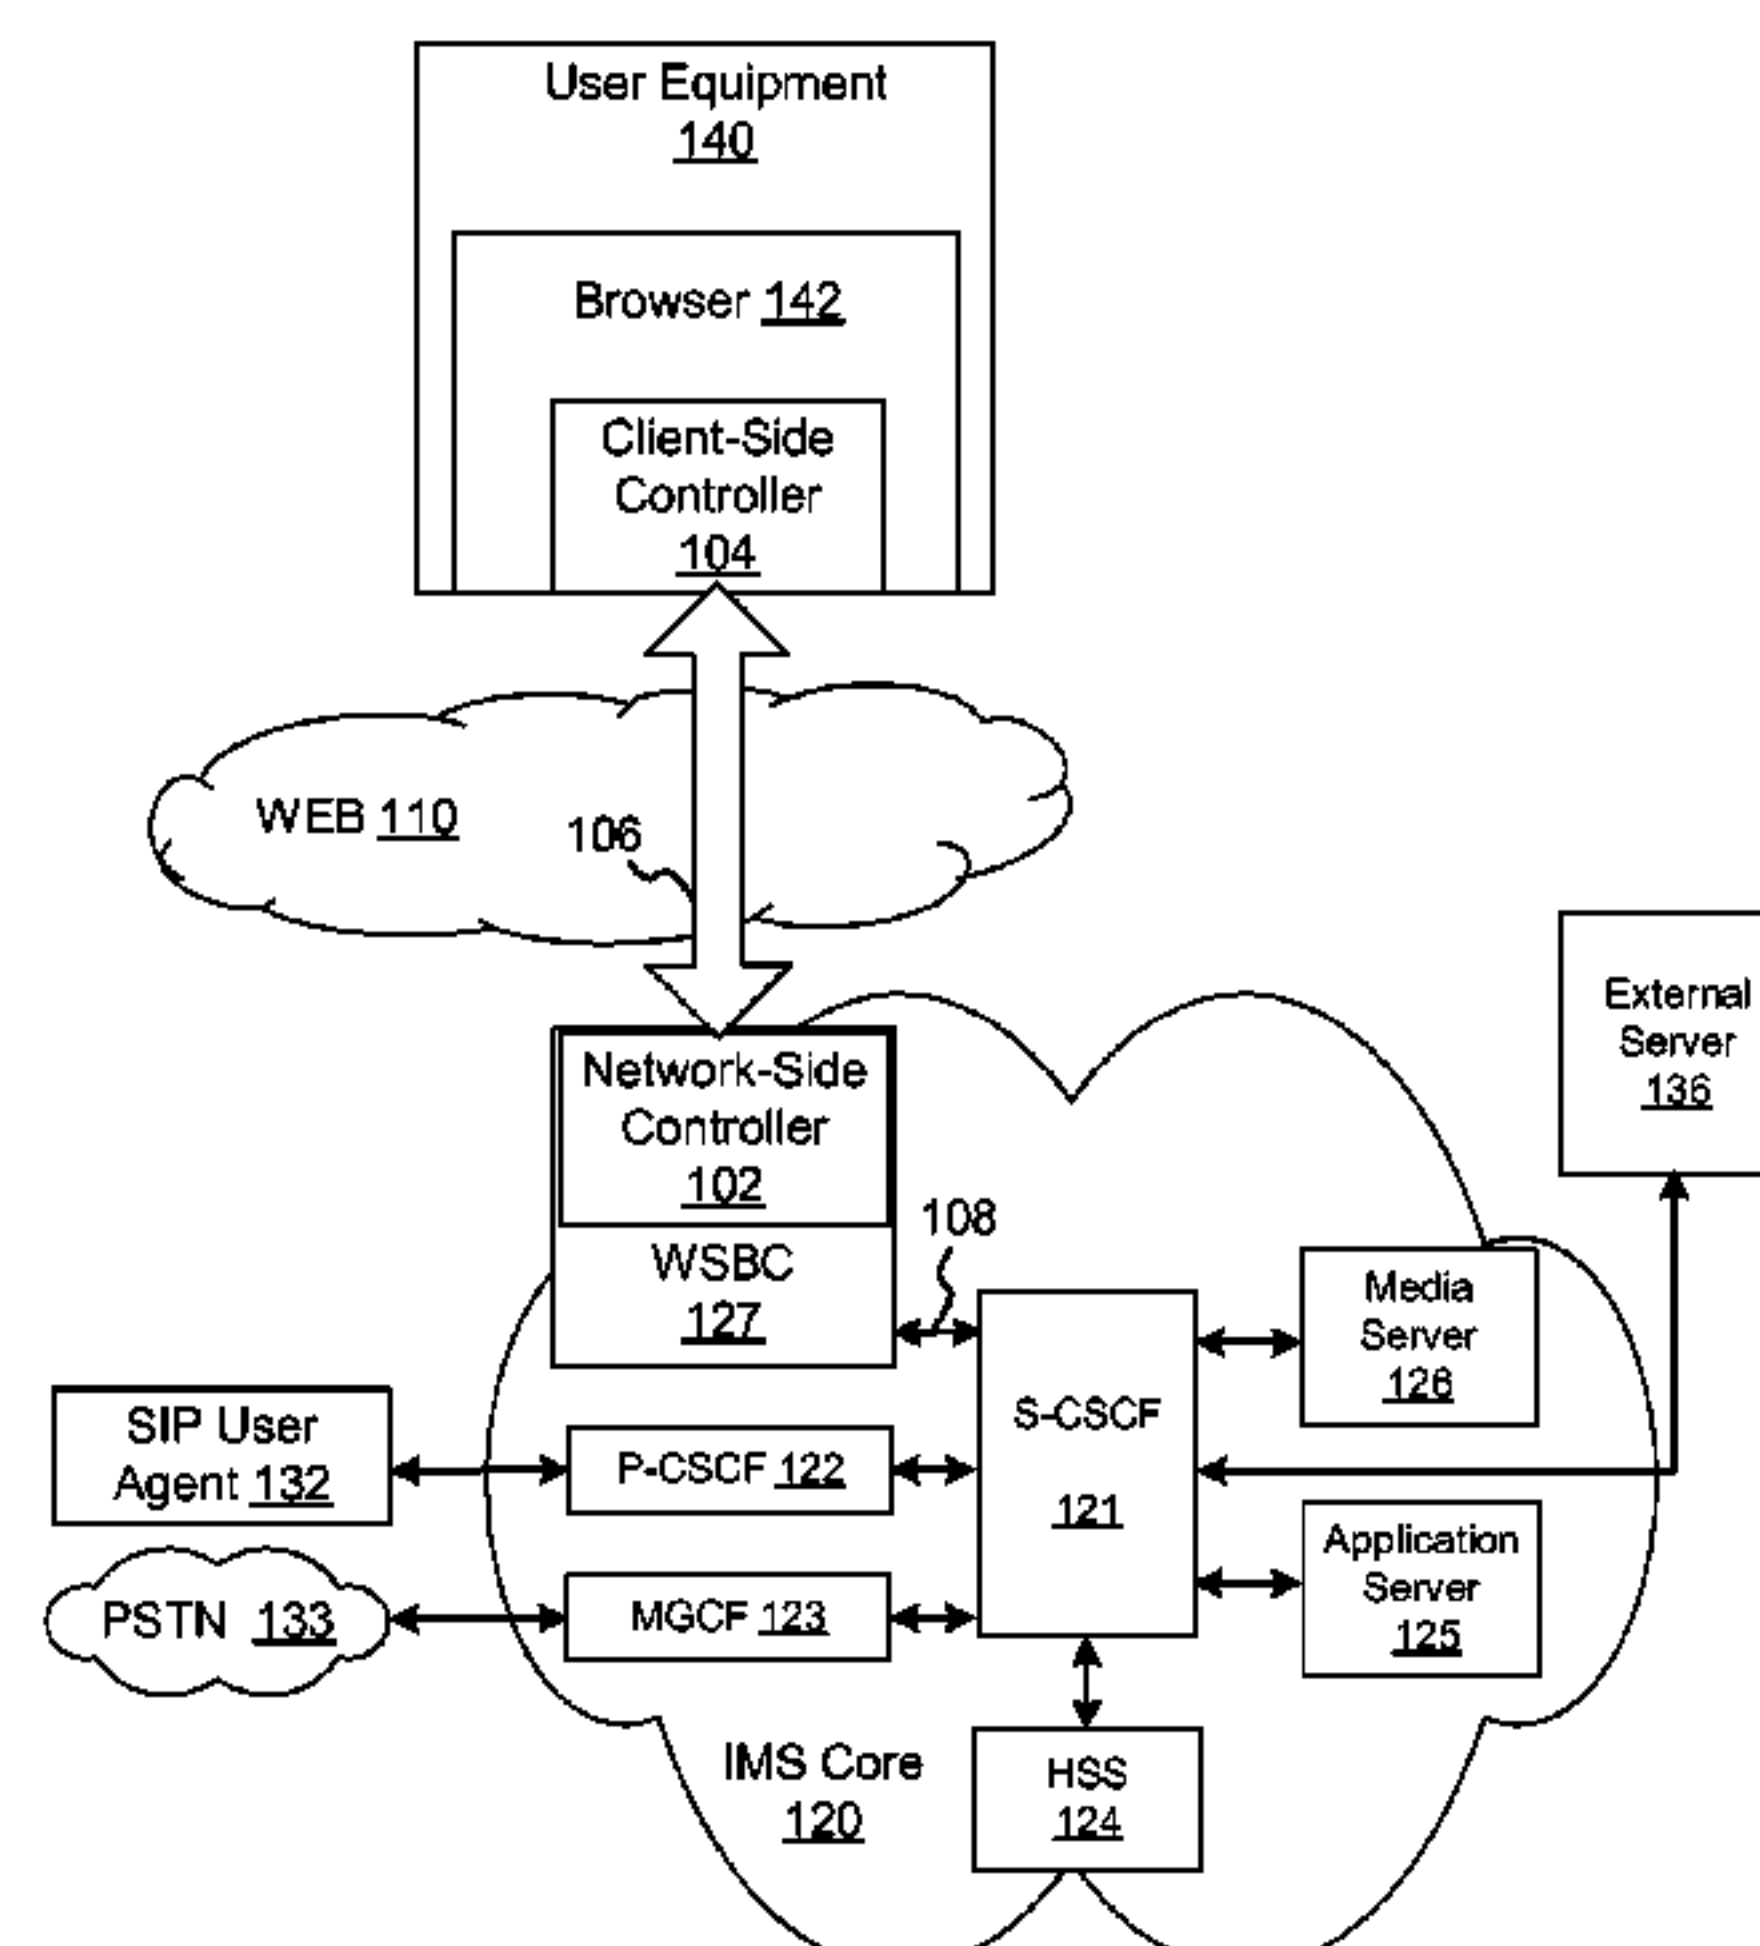 User Equipment
140
Browser 142
Client-Side
Controller
104
WEB 110
106
External
Server
136
Network-Side
Controller
102
WSBC
127
108
Media
Server
126
S-CSCF
121
SIP User
Agent 132
P-CSCF 122
Application
Server
125
PSTN 133
MGCF 123
IMS Core
120
HSS
124